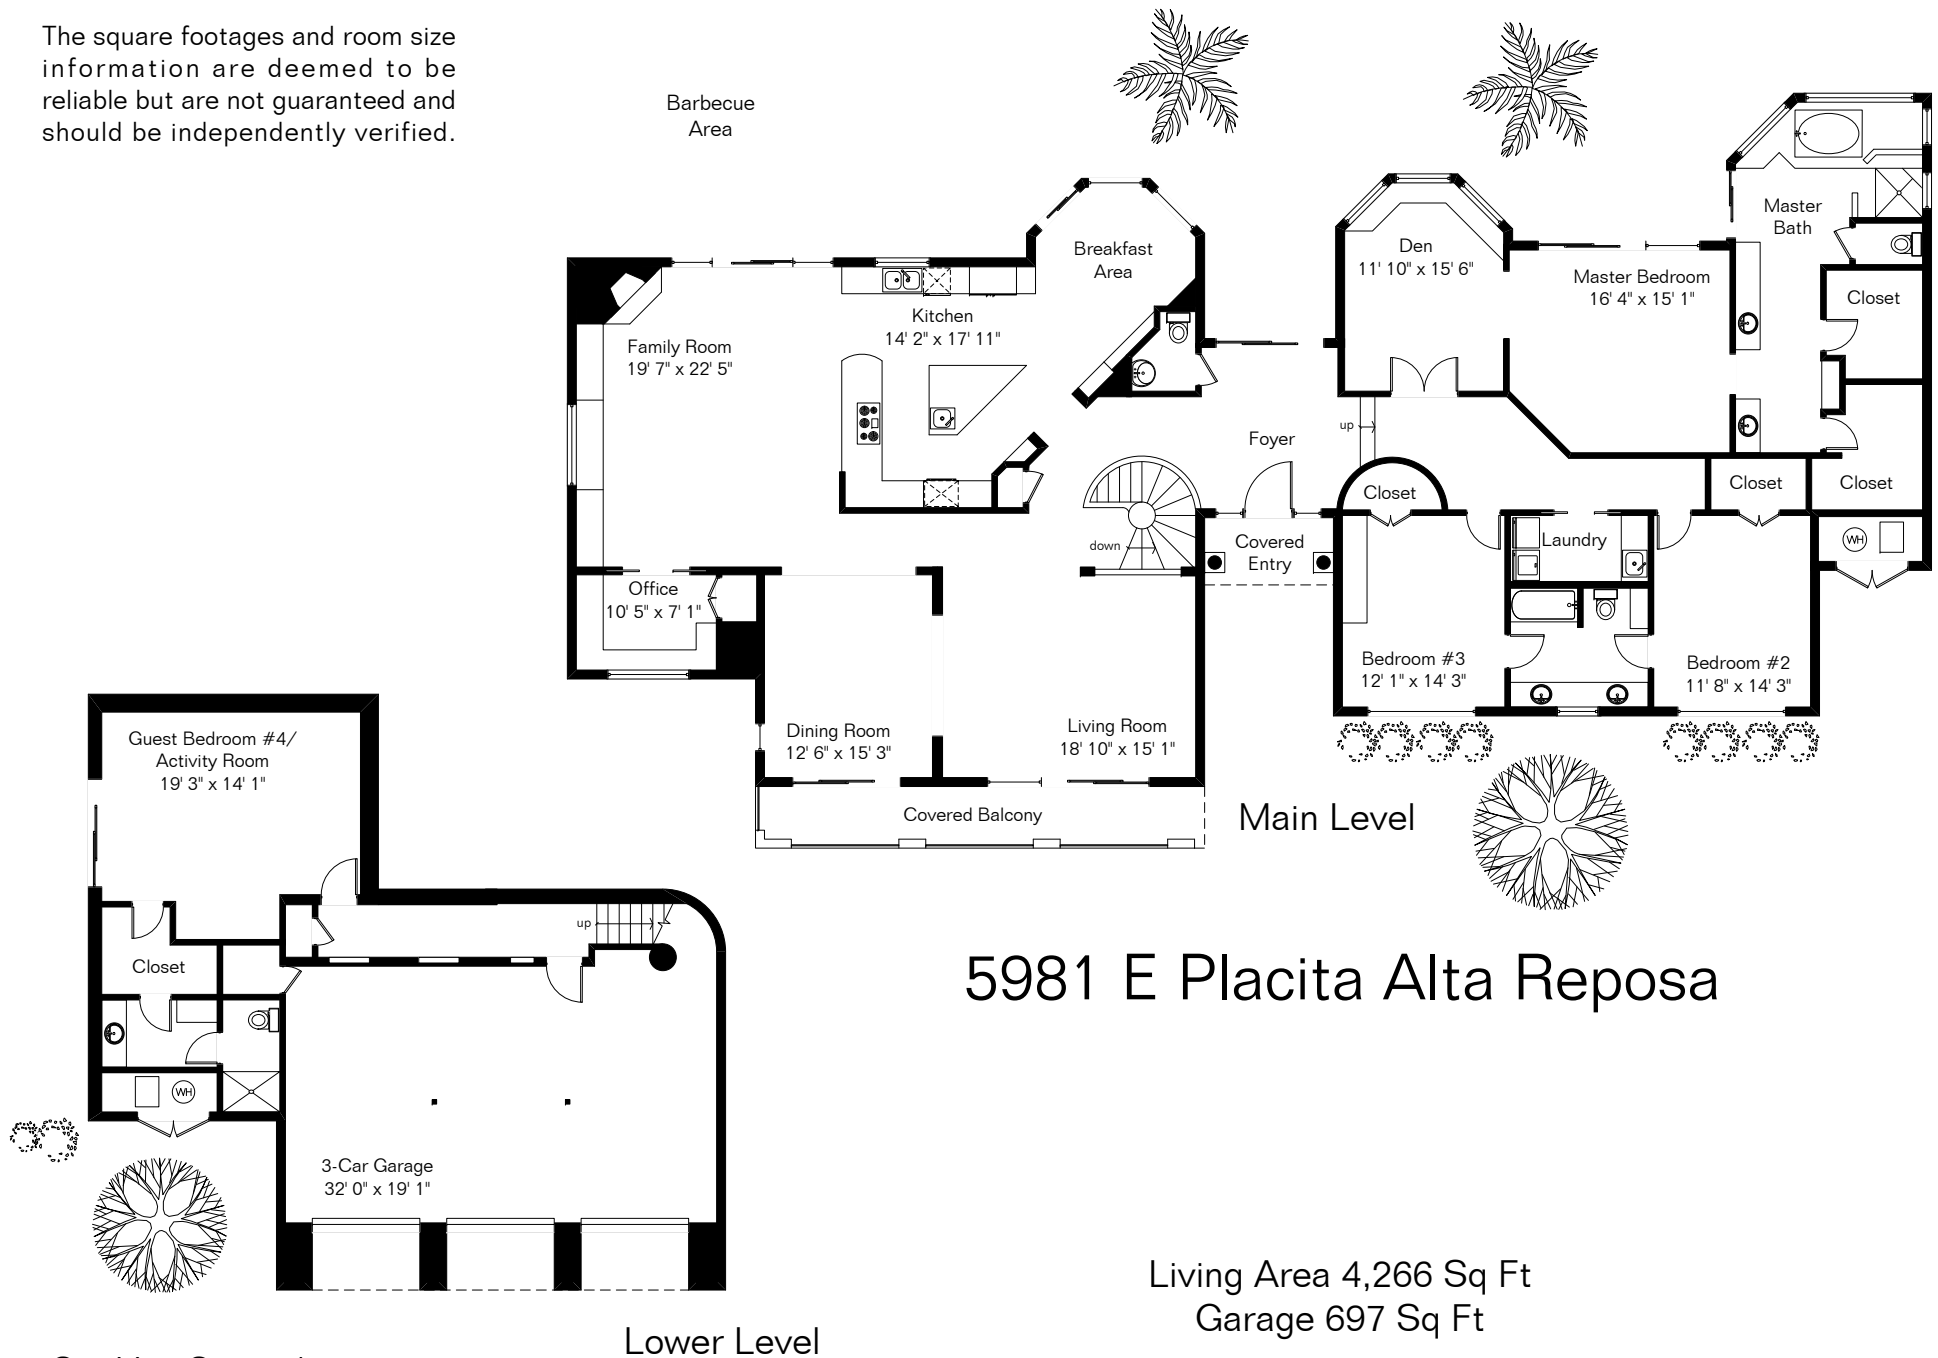 The square footages and room size
information are deemed to be
reliable but are not guaranteed and
should be independently verified.
Barbecue
Area
Breakfast
Area
Kitchen
14' 2" x 17' 11"
Family Room
19' 7" x 22' 5"
Den
11' 10" x 15' 6"
Master Bedroom
16' 4" x 15' 1"
Master
Bath
Closet
Closet
Closet
Closet
Foyer
up
down
Covered
Entry
Laundry
WH
Office
10' 5" x 7' 1"
Dining Room
12' 6" x 15' 3"
Living Room
18' 10" x 15' 1"
Bedroom #3
12' 1" x 14' 3"
Bedroom #2
11' 8" x 14' 3"
Covered Balcony
Main Level
Guest Bedroom #4/
Activity Room
19' 3" x 14' 1"
up
Closet
WH
3-Car Garage
32' 0" x 19' 1"
5981 E Placita Alta Reposa
Living Area 4,266 Sq Ft
Garage 697 Sq Ft
Lower Level